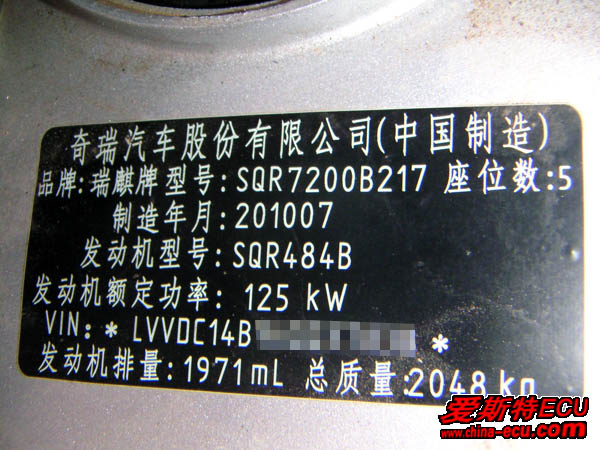 奇瑞汽车股份有限公司(中国制造)
品牌:瑞麒牌 型号:SQR7200B217 座位数:5
制造年月:201007
发动机型号:SQR484B
发动机额定功率: 125 kW
VIN: * LVVDC14B *
发动机排量:1971mL 总质量:2048 kg
爱斯特ECU
www.china-ecu.com